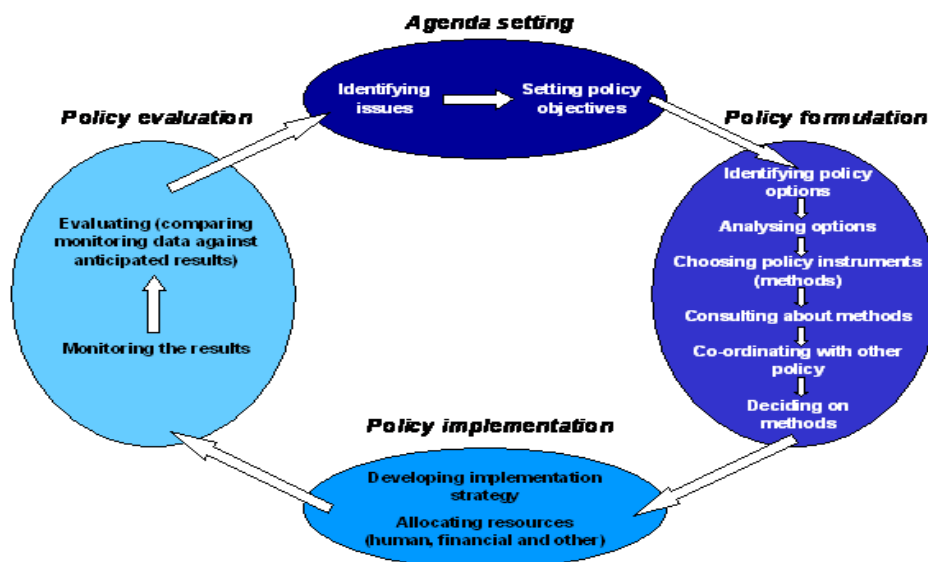 Agenda setting
Identifying
issues
Setting policy
objectives
Policy formulation
Identifying policy
options
Analysing options
Choosing policy instruments
(methods)
Consulting about methods
Co-ordinating with other
policy
Deciding on
methods
Policy implementation
Developing implementation
strategy
Allocating resources
(human, financial and other)
Policy evaluation
Evaluating (comparing
monitoring data against
anticipated results)
Monitoring the results